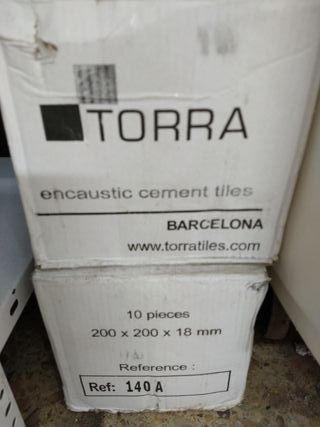 TORRA
encaustic cement tiles
BARCELONA
www.torratiles.com
10 pieces
200 x 200 x 18 mm
Reference :
Ref: 140 A